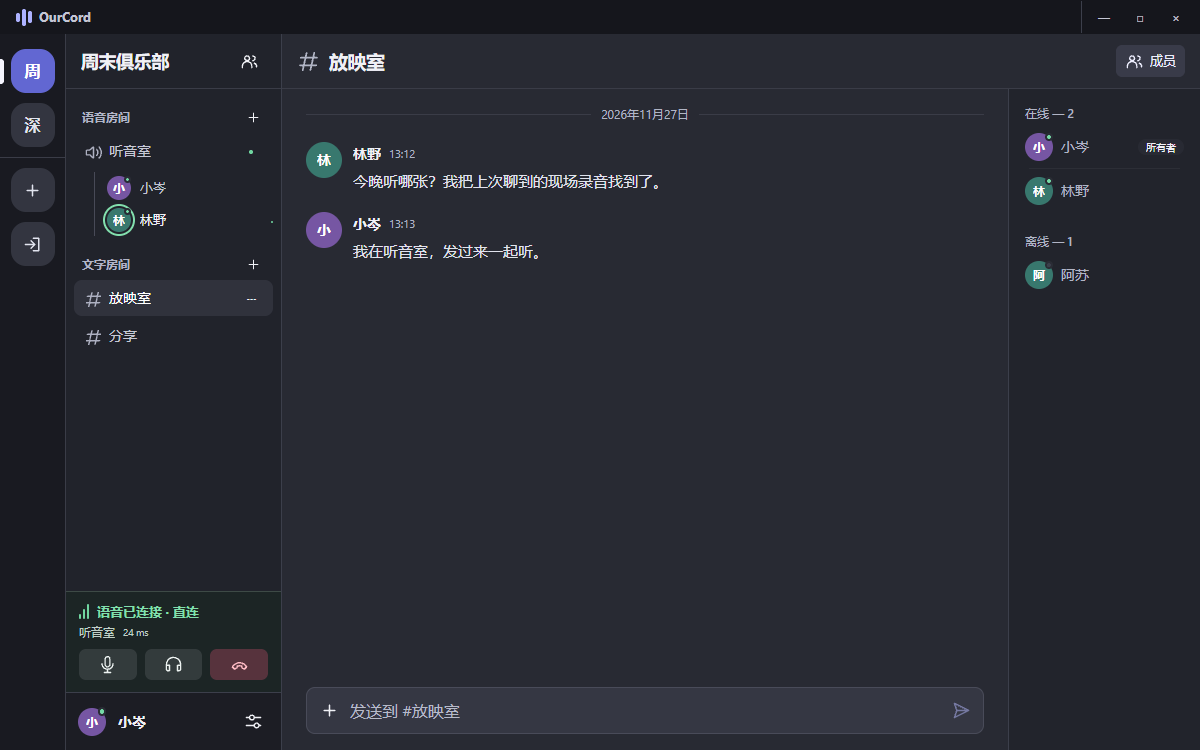 OurCord
周
深
周末俱乐部
语音房间
听音室
小 小岑
林 林野
文字房间
# 放映室
# 分享
语音已连接 · 直连
听音室 24 ms
小 小岑
# 放映室
成员
2026年11月27日
林 林野 13:12
今晚听哪张？我把上次聊到的现场录音找到了。
小 小岑 13:13
我在听音室，发过来一起听。
发送到 #放映室
在线 — 2
小 小岑 所有者
林 林野
离线 — 1
阿 阿苏